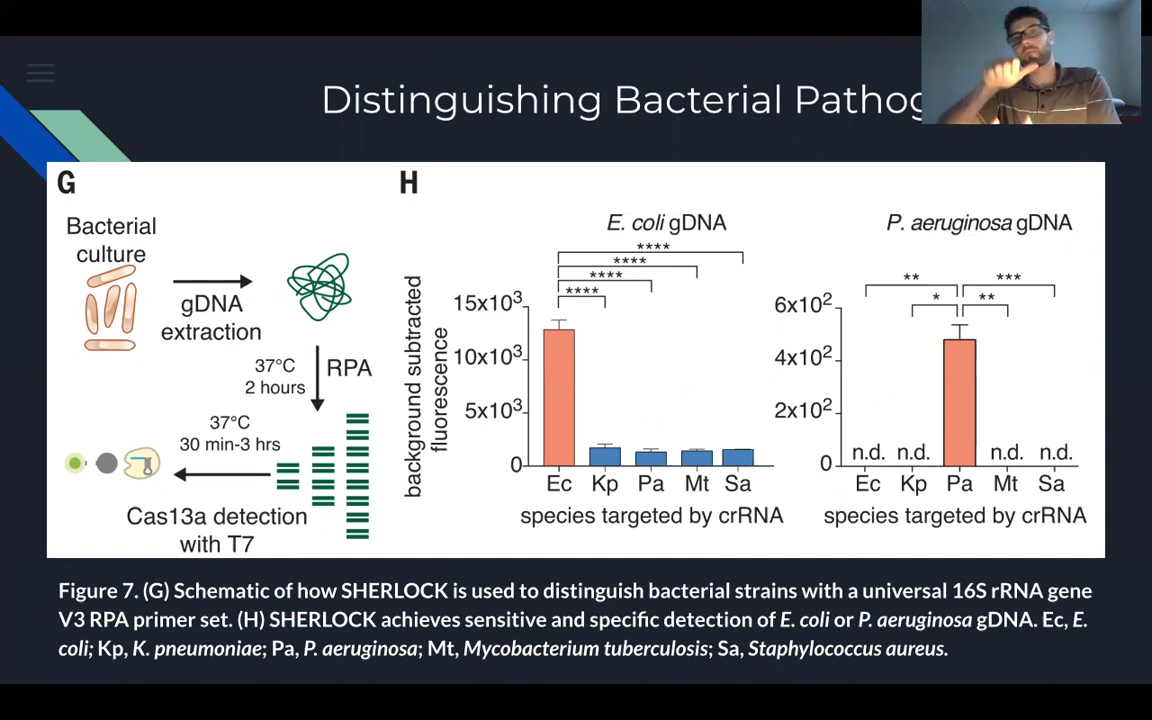 Distinguishing Bacterial Pathog
G
Bacterial
culture
gDNA
extraction
37°C
2 hours
RPA
37°C
30 min-3 hrs
Cas13a detection
with T7
H
E. coli gDNA
****
****
****
****
background subtracted
fluorescence
15x10³
10x10³
5x10³
0
Ec Kp Pa Mt Sa
species targeted by crRNA
P. aeruginosa gDNA
** ***
* **
6x10²
4x10²
2x10²
0
n.d. n.d. n.d. n.d.
Ec Kp Pa Mt Sa
species targeted by crRNA
Figure 7. (G) Schematic of how SHERLOCK is used to distinguish bacterial strains with a universal 16S rRNA gene
V3 RPA primer set. (H) SHERLOCK achieves sensitive and specific detection of E. coli or P. aeruginosa gDNA. Ec, E.
coli; Kp, K. pneumoniae; Pa, P. aeruginosa; Mt, Mycobacterium tuberculosis; Sa, Staphylococcus aureus.